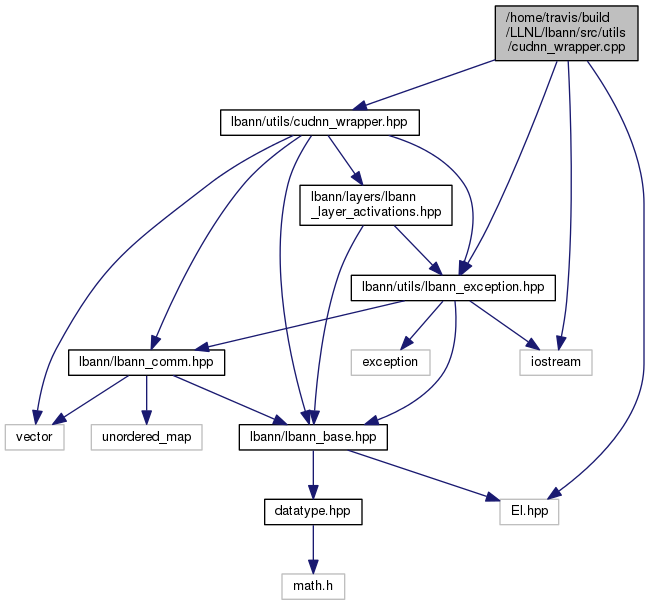 /home/travis/build
/LLNL/lbann/src/utils
/cudnn_wrapper.cpp
lbann/utils/cudnn_wrapper.hpp
lbann/layers/lbann
_layer_activations.hpp
lbann/utils/lbann_exception.hpp
lbann/lbann_comm.hpp
exception
iostream
vector
unordered_map
lbann/lbann_base.hpp
datatype.hpp
El.hpp
math.h